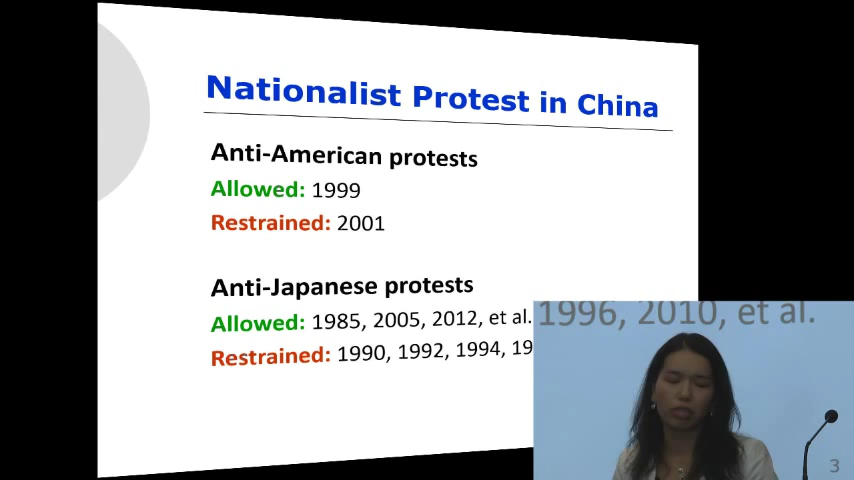 Nationalist Protest in China
Anti-American protests
Allowed: 1999
Restrained: 2001
Anti-Japanese protests
Allowed: 1985, 2005, 2012, et al.
Restrained: 1990, 1992, 1994, 19
1996, 2010, et al.
3